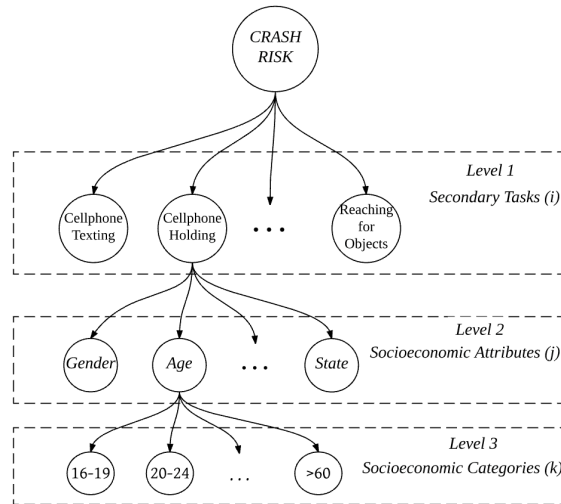 CRASH
RISK
Level 1
Secondary Tasks (i)
Cellphone
Texting
Cellphone
Holding
...
Reaching
for
Objects
Level 2
Socioeconomic Attributes (j)
Gender
Age
...
State
Level 3
Socioeconomic Categories (k)
16-19
20-24
...
>60